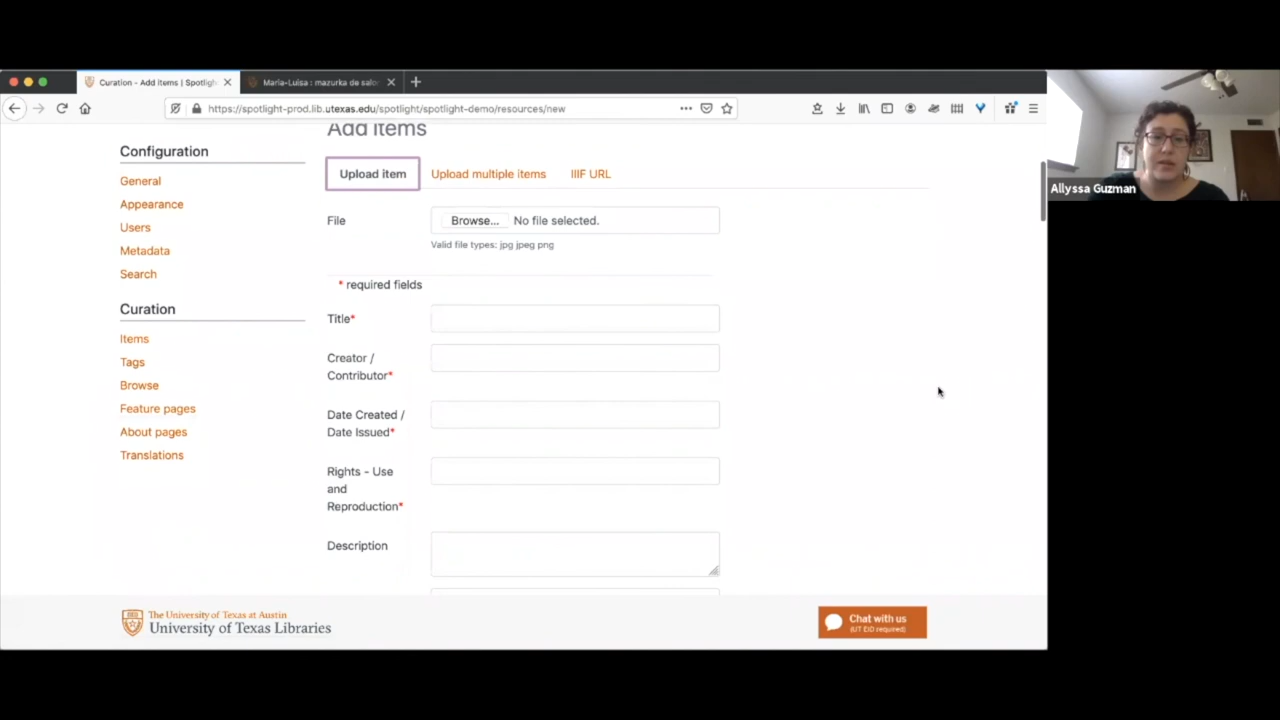 Curation - Add items | Spotligh
Maria-Luisa : mazurka de salo
https://spotlight-prod.lib.utexas.edu/spotlight/spotlight-demo/resources/new
Allyssa Guzman
Add items
Configuration
General
Appearance
Users
Metadata
Search
Curation
Items
Tags
Browse
Feature pages
About pages
Translations
Upload item
Upload multiple items
IIIF URL
File
Browse... No file selected.
Valid file types: jpg jpeg png
* required fields
Title*
Creator /
Contributor*
Date Created /
Date Issued*
Rights - Use
and
Reproduction*
Description
The University of Texas at Austin
University of Texas Libraries
Chat with us
(UT EID required)